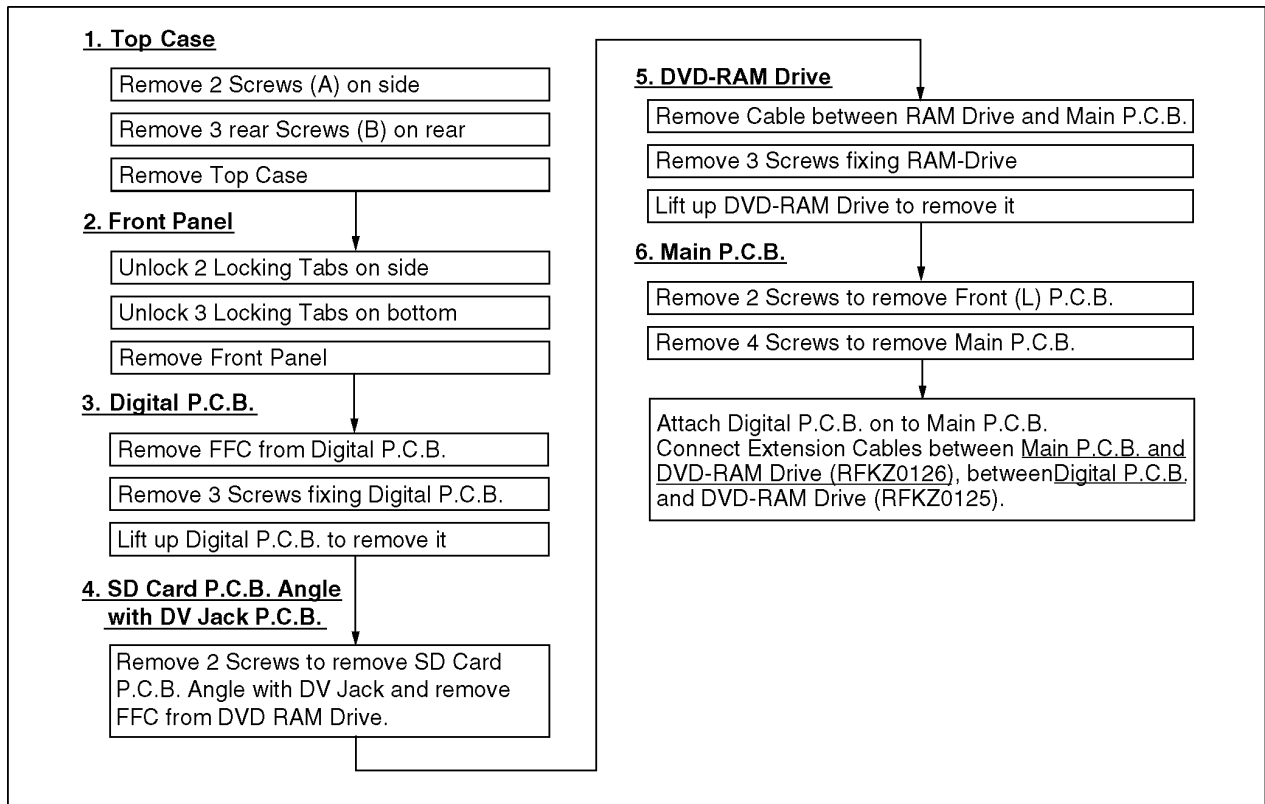 1. Top Case
Remove 2 Screws (A) on side
Remove 3 rear Screws (B) on rear
Remove Top Case
2. Front Panel
Unlock 2 Locking Tabs on side
Unlock 3 Locking Tabs on bottom
Remove Front Panel
3. Digital P.C.B.
Remove FFC from Digital P.C.B.
Remove 3 Screws fixing Digital P.C.B.
Lift up Digital P.C.B. to remove it
4. SD Card P.C.B. Angle
with DV Jack P.C.B.
Remove 2 Screws to remove SD Card
P.C.B. Angle with DV Jack and remove
FFC from DVD RAM Drive.
5. DVD-RAM Drive
Remove Cable between RAM Drive and Main P.C.B.
Remove 3 Screws fixing RAM-Drive
Lift up DVD-RAM Drive to remove it
6. Main P.C.B.
Remove 2 Screws to remove Front (L) P.C.B.
Remove 4 Screws to remove Main P.C.B.
Attach Digital P.C.B. on to Main P.C.B.
Connect Extension Cables between Main P.C.B. and
DVD-RAM Drive (RFKZ0126), betweenDigital P.C.B.
and DVD-RAM Drive (RFKZ0125).